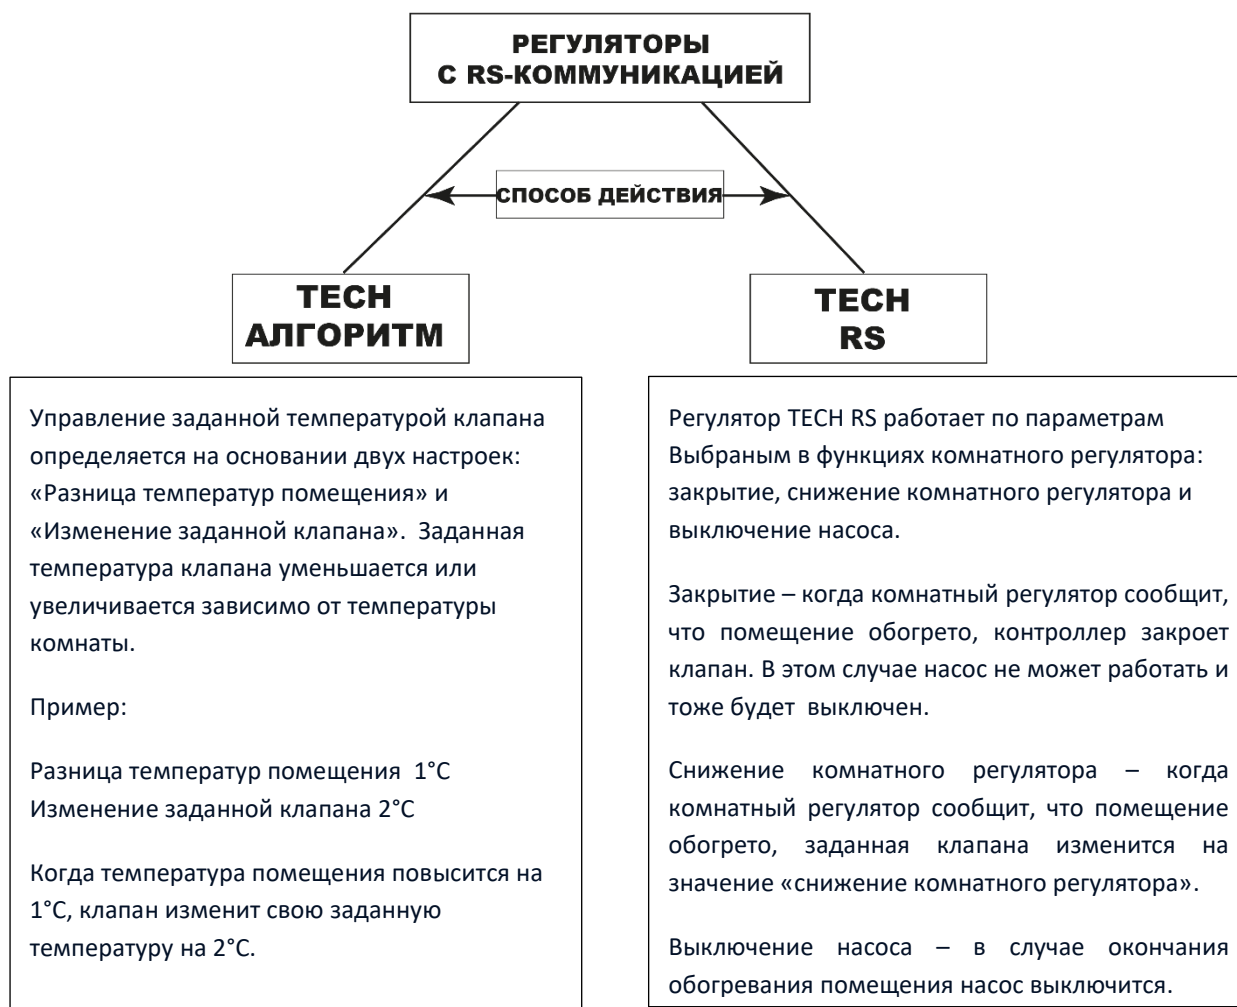 РЕГУЛЯТОРЫ
С RS-КОММУНИКАЦИЕЙ
СПОСОБ ДЕЙСТВИЯ
TECH
АЛГОРИТМ
Управление заданной температурой клапана
определяется на основании двух настроек:
«Разница температур помещения» и
«Изменение заданной клапана». Заданная
температура клапана уменьшается или
увеличивается зависимо от температуры
комнаты.
Пример:
Разница температур помещения 1°C
Изменение заданной клапана 2°C
Когда температура помещения повысится на
1°C, клапан изменит свою заданную
температуру на 2°C.
TECH
RS
Регулятор TECH RS работает по параметрам
Выбраным в функциях комнатного регулятора:
закрытие, снижение комнатного регулятора и
выключение насоса.
Закрытие – когда комнатный регулятор сообщит,
что помещение обогрето, контроллер закроет
клапан. В этом случае насос не может работать и
тоже будет выключен.
Снижение комнатного регулятора – когда
комнатный регулятор сообщит, что помещение
обогрето, заданная клапана изменится на
значение «снижение комнатного регулятора».
Выключение насоса – в случае окончания
обогревания помещения насос выключится.